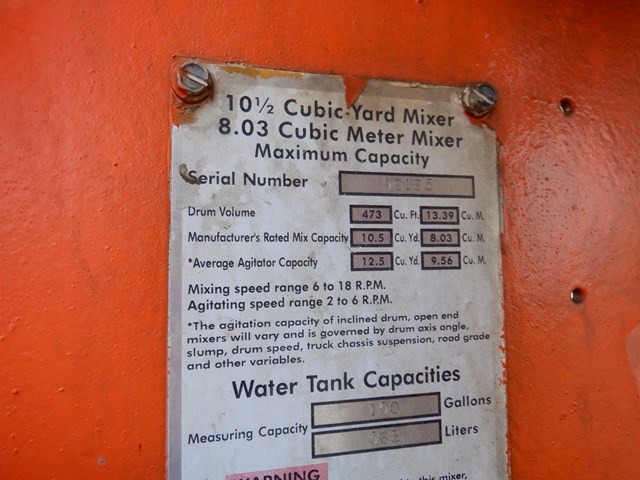 10½ Cubic-Yard Mixer
8.03 Cubic Meter Mixer
Maximum Capacity
Serial Number
Drum Volume 473 Cu. Ft. 13.39 Cu. M.
Manufacturer's Rated Mix Capacity 10.5 Cu. Yd. 8.03 Cu. M.
*Average Agitator Capacity 12.5 Cu. Yd. 9.56 Cu. M.
Mixing speed range 6 to 18 R.P.M.
Agitating speed range 2 to 6 R.P.M.
*The agitation capacity of inclined drum, open end
mixers will vary and is governed by drum axis angle,
slump, drum speed, truck chassis suspension, road grade
and other variables.
Water Tank Capacities
Gallons
Measuring Capacity
Liters
WARNING
this mixer,